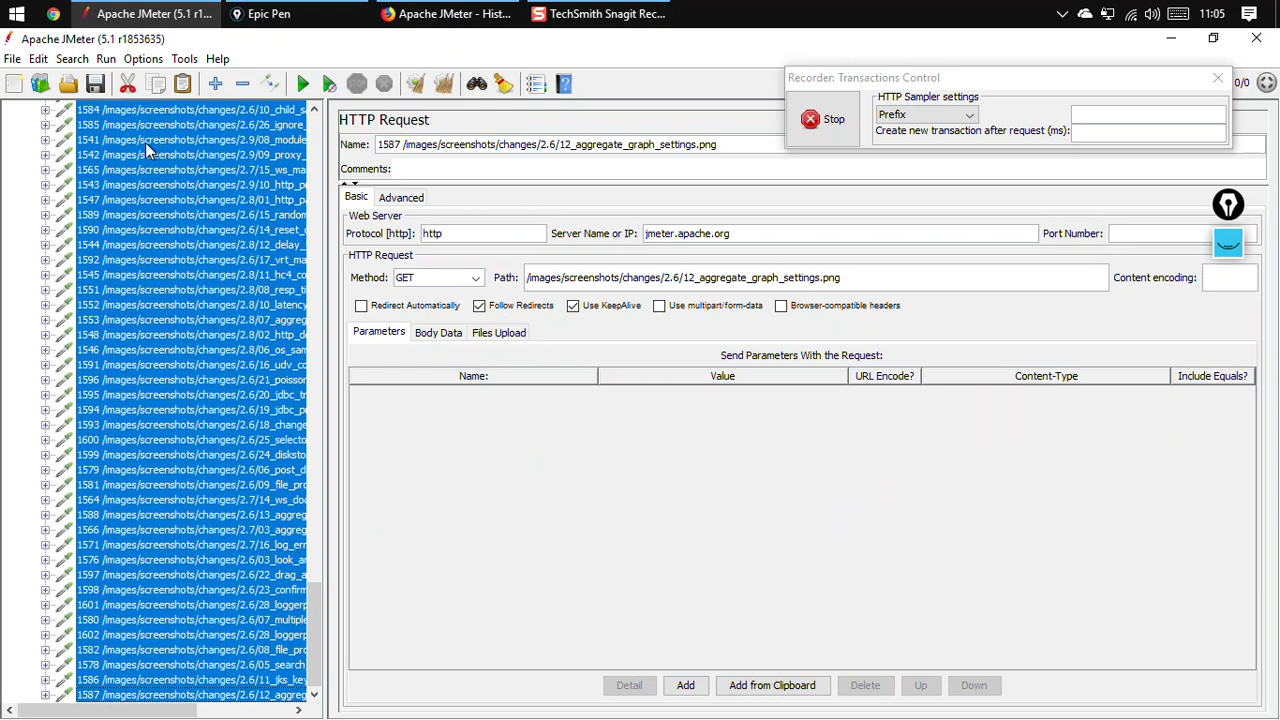 Apache JMeter (5.1 r1...
Epic Pen
Apache JMeter - Hist...
TechSmith Snagit Rec...
11:05
Apache JMeter (5.1 r1853635)
File Edit Search Run Options Tools Help
0/0
Recorder: Transactions Control
Stop
HTTP Sampler settings
Prefix
Create new transaction after request (ms):
1584 /images/screenshots/changes/2.6/10_child_sa
1585 /images/screenshots/changes/2.6/26_ignore_
1541 /images/screenshots/changes/2.9/08_module
1542 /images/screenshots/changes/2.9/09_proxy_
1565 /images/screenshots/changes/2.7/15_ws_ma
1543 /images/screenshots/changes/2.9/10_http_p
1547 /images/screenshots/changes/2.8/01_http_p
1589 /images/screenshots/changes/2.6/15_random
1590 /images/screenshots/changes/2.6/14_reset_c
1544 /images/screenshots/changes/2.8/12_delay_
1592 /images/screenshots/changes/2.6/17_vrt_ma
1545 /images/screenshots/changes/2.8/11_hc4_co
1551 /images/screenshots/changes/2.8/08_resp_ti
1552 /images/screenshots/changes/2.8/10_latency
1553 /images/screenshots/changes/2.8/07_aggreg
1548 /images/screenshots/changes/2.8/02_http_de
1546 /images/screenshots/changes/2.8/06_os_sam
1591 /images/screenshots/changes/2.6/16_udv_co
1596 /images/screenshots/changes/2.6/21_poisson
1595 /images/screenshots/changes/2.6/20_jdbc_tr
1594 /images/screenshots/changes/2.6/19_jdbc_p
1593 /images/screenshots/changes/2.6/18_change
1600 /images/screenshots/changes/2.6/25_selecto
1599 /images/screenshots/changes/2.6/24_disksto
1579 /images/screenshots/changes/2.6/06_post_d
1581 /images/screenshots/changes/2.6/09_file_pro
1564 /images/screenshots/changes/2.7/14_ws_doc
1588 /images/screenshots/changes/2.6/13_aggreg
1566 /images/screenshots/changes/2.7/03_aggreg
1571 /images/screenshots/changes/2.7/16_log_err
1576 /images/screenshots/changes/2.6/03_look_an
1597 /images/screenshots/changes/2.6/22_drag_a
1598 /images/screenshots/changes/2.6/23_confirm
1601 /images/screenshots/changes/2.6/28_loggerp
1580 /images/screenshots/changes/2.6/07_multiple
1602 /images/screenshots/changes/2.6/28_loggerp
1582 /images/screenshots/changes/2.6/08_file_pro
1578 /images/screenshots/changes/2.6/05_search
1586 /images/screenshots/changes/2.6/11_jks_key
1587 /images/screenshots/changes/2.6/12_aggreg
HTTP Request
Name: 1587 /images/screenshots/changes/2.6/12_aggregate_graph_settings.png
Comments:
Basic Advanced
Web Server
Protocol [http]: http Server Name or IP: jmeter.apache.org Port Number:
HTTP Request
Method: GET Path: /images/screenshots/changes/2.6/12_aggregate_graph_settings.png Content encoding:
Redirect Automatically Follow Redirects Use KeepAlive Use multipart/form-data Browser-compatible headers
Parameters Body Data Files Upload
Send Parameters With the Request:
Name: Value URL Encode? Content-Type Include Equals?
Detail Add Add from Clipboard Delete Up Down